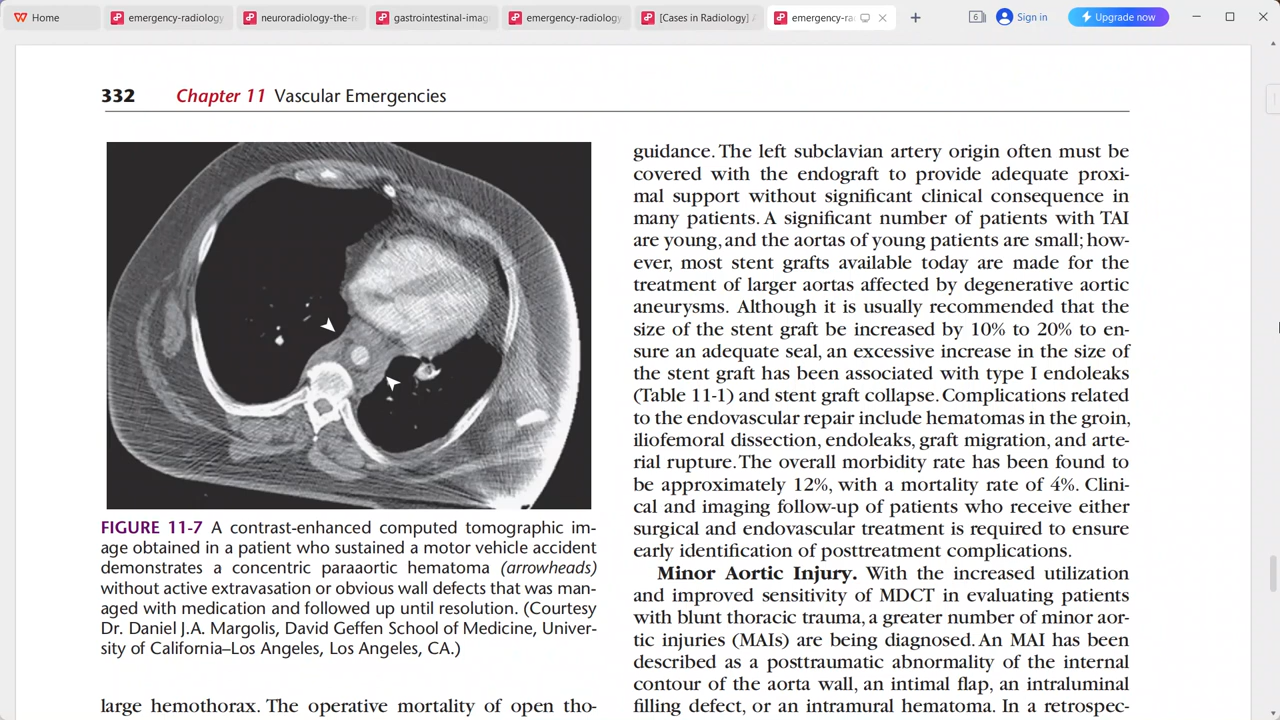 Home
emergency-radiology
neuroradiology-the-r
gastrointestinal-imag
emergency-radiology
[Cases in Radiology]
emergency-ra
6
Sign in
Upgrade now
332 Chapter 11 Vascular Emergencies
FIGURE 11-7 A contrast-enhanced computed tomographic im-
age obtained in a patient who sustained a motor vehicle accident
demonstrates a concentric paraaortic hematoma (arrowheads)
without active extravasation or obvious wall defects that was man-
aged with medication and followed up until resolution. (Courtesy
Dr. Daniel J.A. Margolis, David Geffen School of Medicine, Univer-
sity of California–Los Angeles, Los Angeles, CA.)
large hemothorax. The operative mortality of open tho-
guidance. The left subclavian artery origin often must be
covered with the endograft to provide adequate proxi-
mal support without significant clinical consequence in
many patients. A significant number of patients with TAI
are young, and the aortas of young patients are small; how-
ever, most stent grafts available today are made for the
treatment of larger aortas affected by degenerative aortic
aneurysms. Although it is usually recommended that the
size of the stent graft be increased by 10% to 20% to en-
sure an adequate seal, an excessive increase in the size of
the stent graft has been associated with type I endoleaks
(Table 11-1) and stent graft collapse. Complications related
to the endovascular repair include hematomas in the groin,
iliofemoral dissection, endoleaks, graft migration, and arte-
rial rupture. The overall morbidity rate has been found to
be approximately 12%, with a mortality rate of 4%. Clini-
cal and imaging follow-up of patients who receive either
surgical and endovascular treatment is required to ensure
early identification of posttreatment complications.
Minor Aortic Injury. With the increased utilization
and improved sensitivity of MDCT in evaluating patients
with blunt thoracic trauma, a greater number of minor aor-
tic injuries (MAIs) are being diagnosed. An MAI has been
described as a posttraumatic abnormality of the internal
contour of the aorta wall, an intimal flap, an intraluminal
filling defect, or an intramural hematoma. In a retrospec-